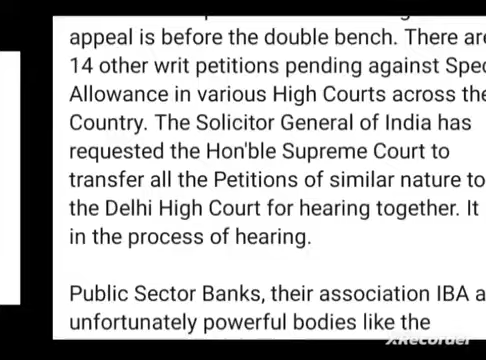 appeal is before the double bench. There are
14 other writ petitions pending against
Allowance in various High Courts across the
Country. The Solicitor General of India has
requested the Hon'ble Supreme Court to
transfer all the Petitions of similar nature to
the Delhi High Court for hearing together. It
in the process of hearing.
Public Sector Banks, their association IBA
unfortunately powerful bodies like the
XRecorder